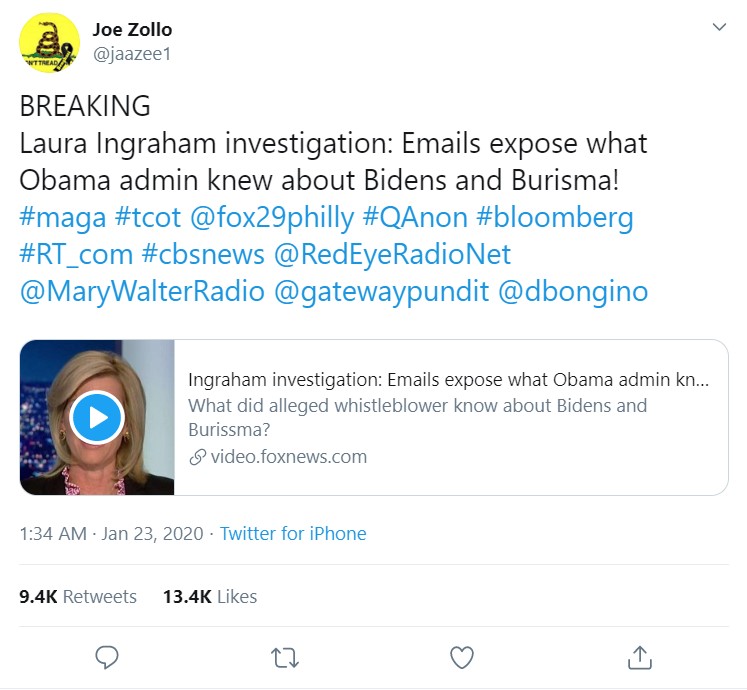 Joe Zollo
@jaazee1
BREAKING
Laura Ingraham investigation: Emails expose what
Obama admin knew about Bidens and Burisma!
#maga #tcot @fox29philly #QAnon #bloomberg
#RT_com #cbsnews @RedEyeRadioNet
@MaryWalterRadio @gatewaypundit @dbongino
Ingraham investigation: Emails expose what Obama admin kn...
What did alleged whistleblower know about Bidens and
Burissma?
video.foxnews.com
1:34 AM · Jan 23, 2020 · Twitter for iPhone
9.4K Retweets 13.4K Likes